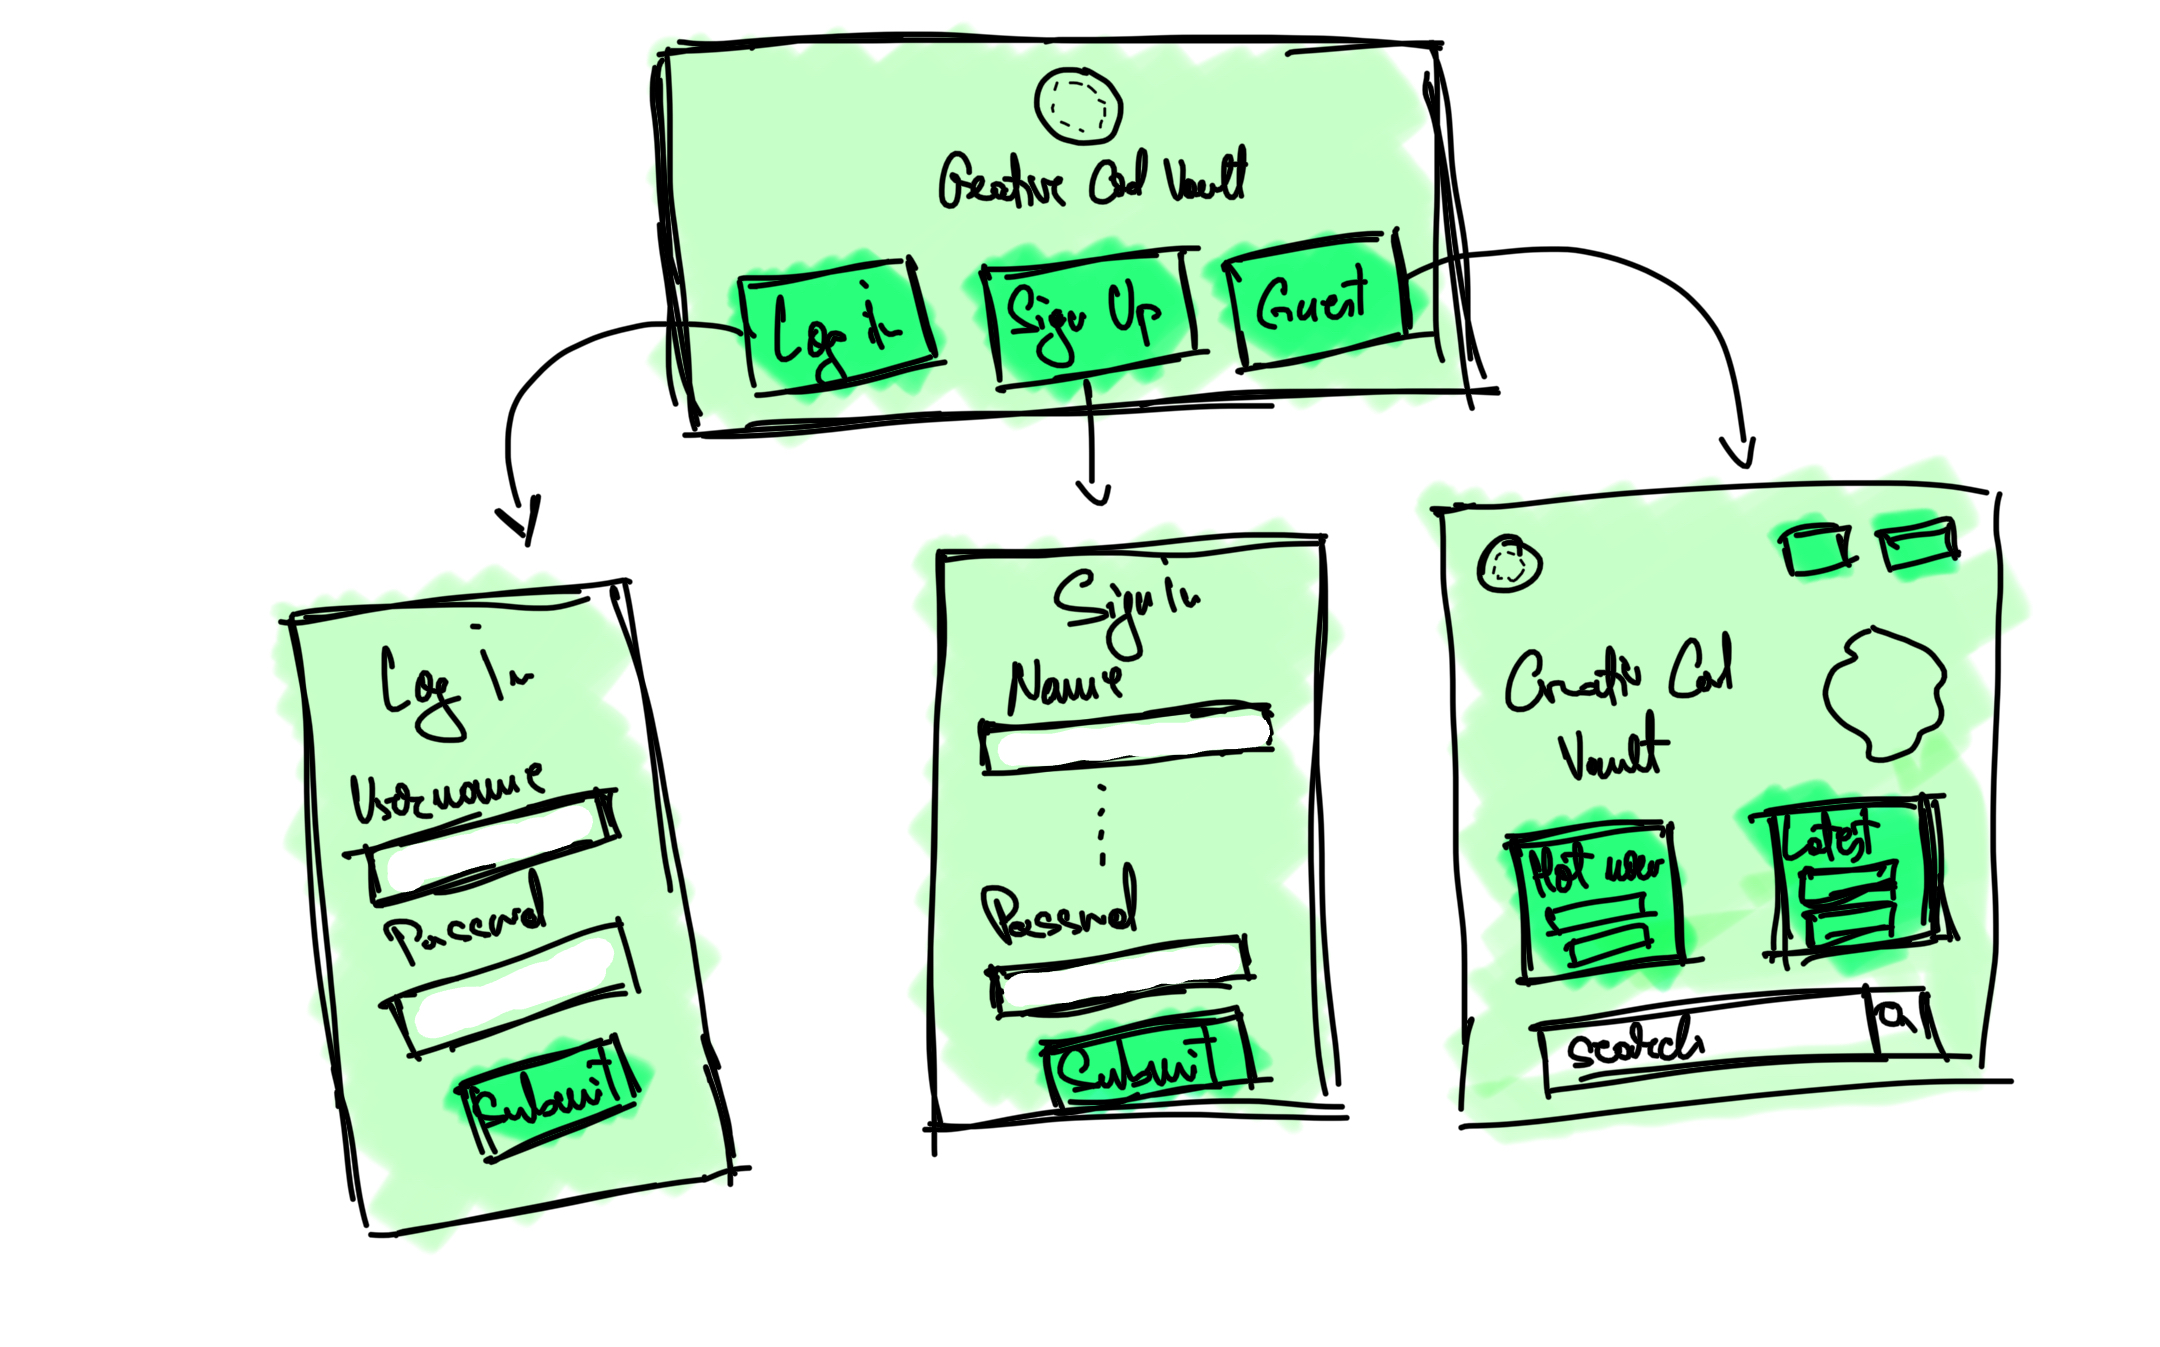 Creative Cod Vault
Log in
Sign Up
Guest
Log In
Username
Password
Submit
Sign In
Name
Password
Submit
Creativ Cod
Vault
Hot user
Latest
search